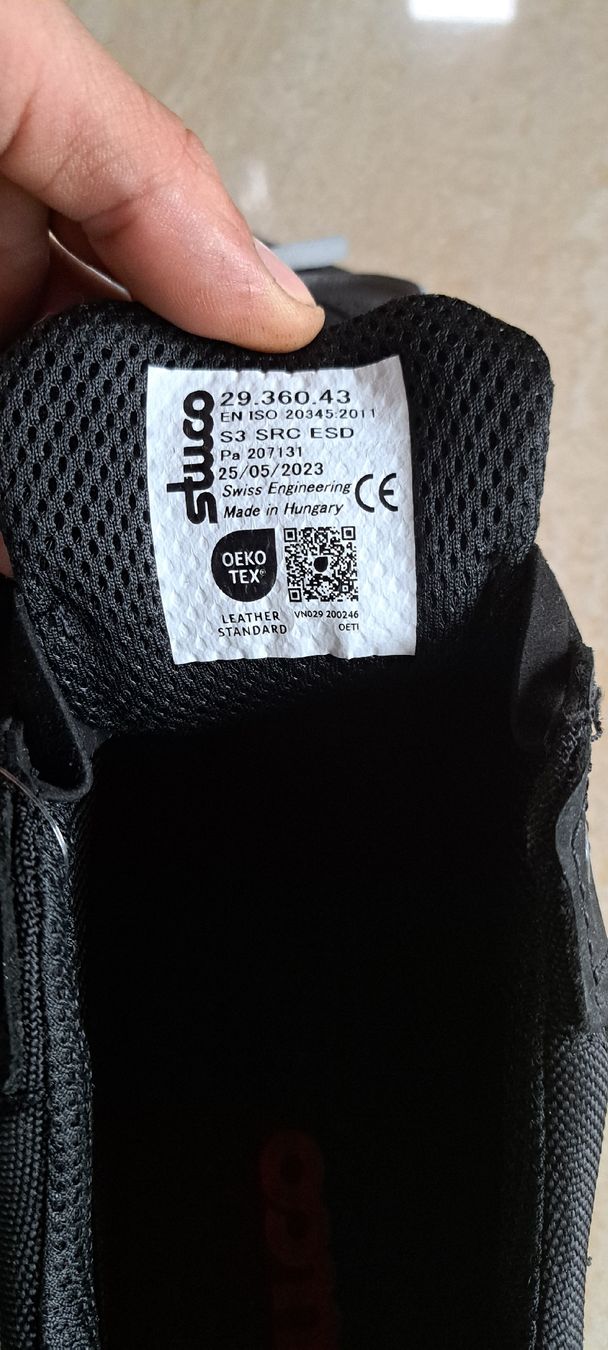 stuco
29.360.43
EN ISO 20345:2011
S3 SRC ESD
Pa 207131
25/05/2023
Swiss Engineering
Made in Hungary
CE
OEKO
TEX®
LEATHER
STANDARD
VN029 200246
OETI